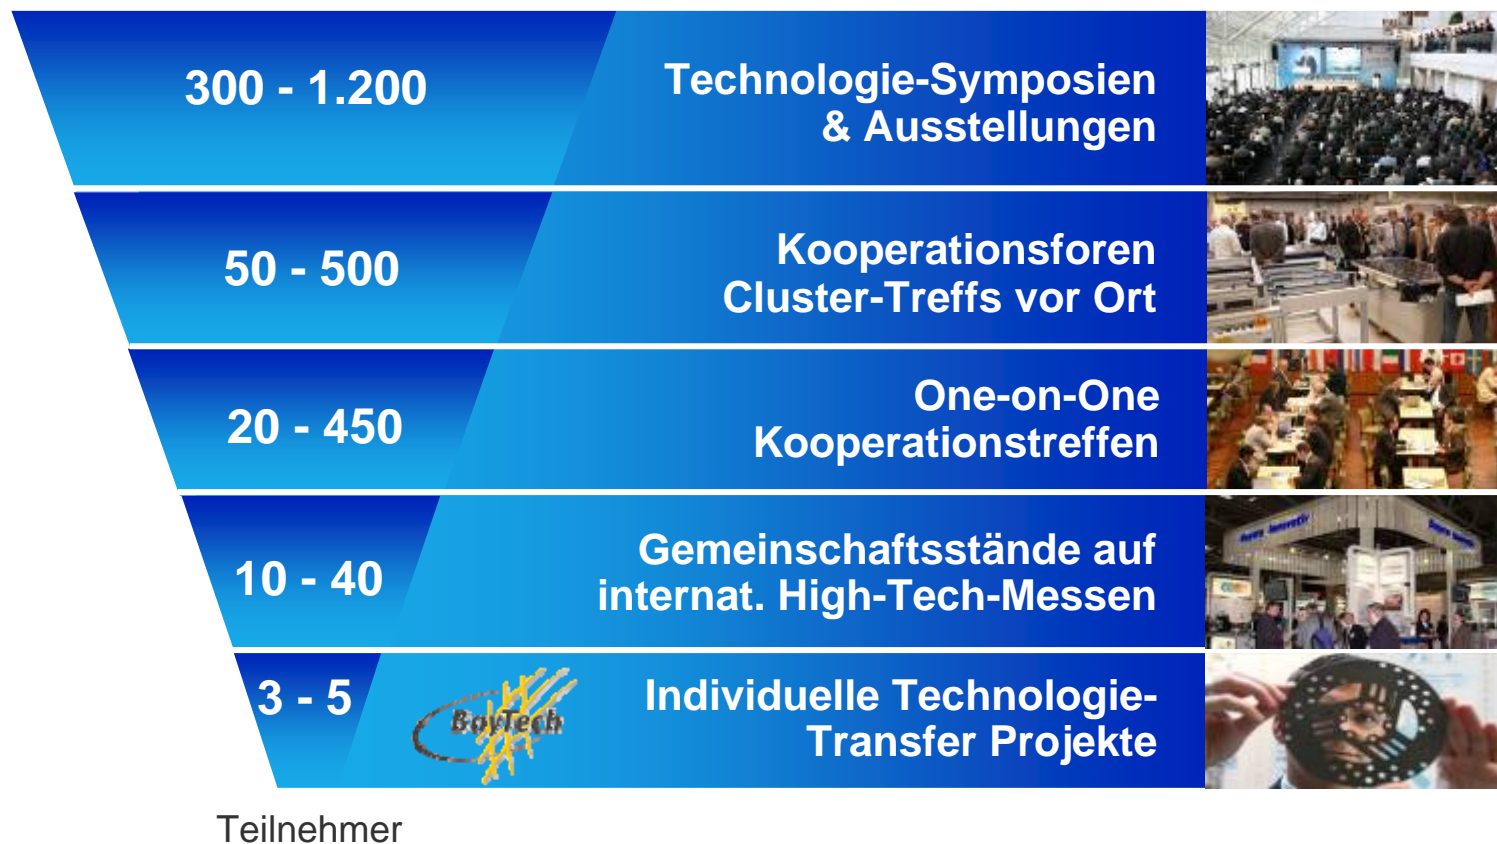 300 - 1.200
Technologie-Symposien
& Ausstellungen
50 - 500
Kooperationsforen
Cluster-Treffs vor Ort
20 - 450
One-on-One
Kooperationstreffen
10 - 40
Gemeinschaftsstände auf
internat. High-Tech-Messen
3 - 5
BayTech
Individuelle Technologie-
Transfer Projekte
Teilnehmer